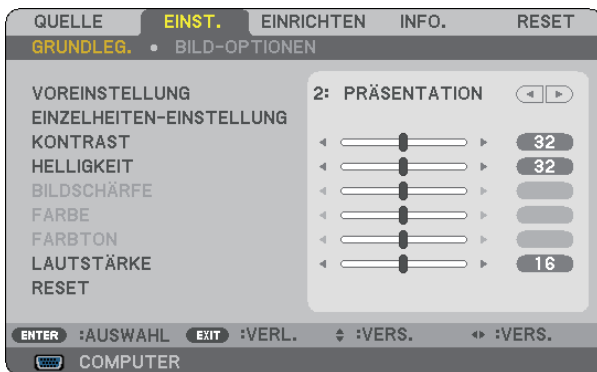 QUELLE EINST. EINRICHTEN INFO. RESET
GRUNDLEG. • BILD-OPTIONEN
VOREINSTELLUNG 2: PRÄSENTATION
EINZELHEITEN-EINSTELLUNG
KONTRAST 32
HELLIGKEIT 32
BILDSCHÄRFE
FARBE
FARBTON
LAUTSTÄRKE 16
RESET
ENTER :AUSWAHL EXIT :VERL. :VERS. :VERS.
COMPUTER